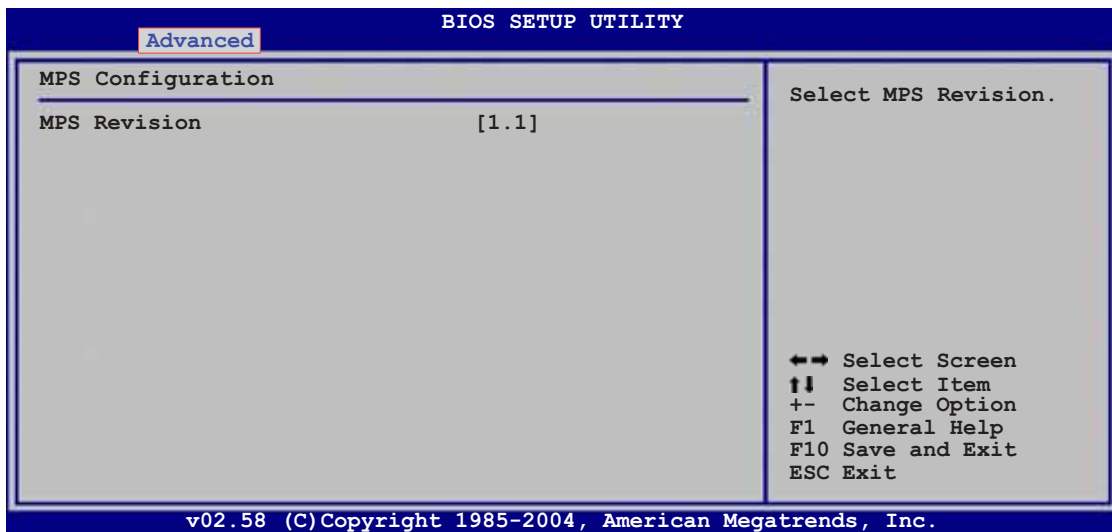 BIOS SETUP UTILITY
Advanced
MPS Configuration
MPS Revision [1.1]
Select MPS Revision.
←→ Select Screen
↑↓ Select Item
+- Change Option
F1 General Help
F10 Save and Exit
ESC Exit
v02.58 (C)Copyright 1985-2004, American Megatrends, Inc.